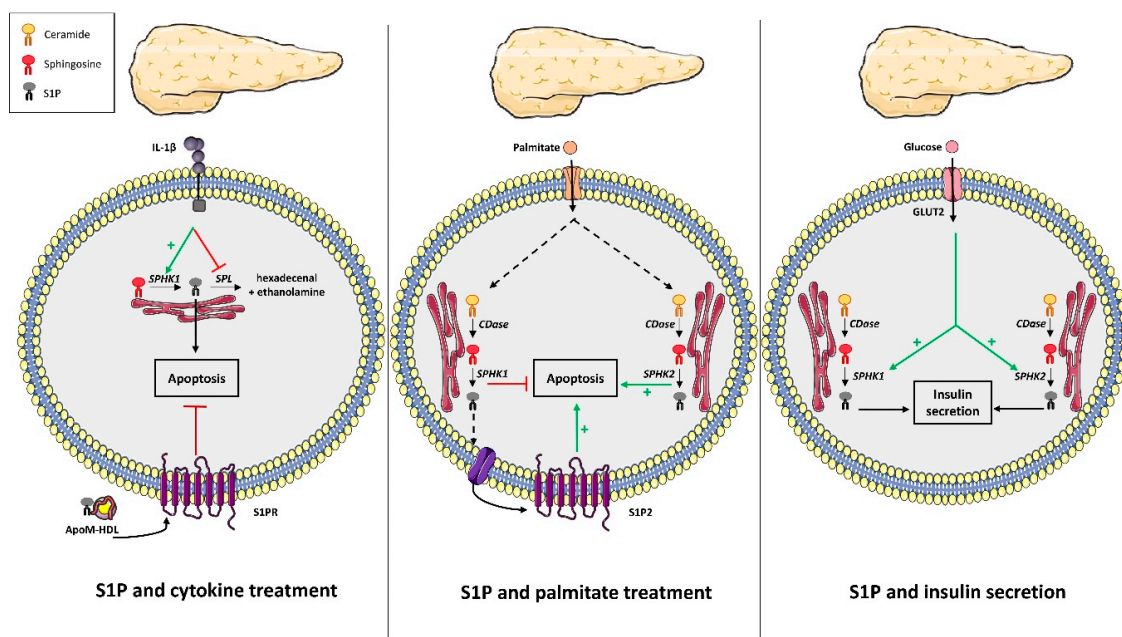 Ceramide
Sphingosine
S1P
IL-1β
+
SPHK1
SPL
hexadecenal
+ ethanolamine
Apoptosis
S1PR
ApoM-HDL
S1P and cytokine treatment
Palmitate
CDase
CDase
SPHK1
Apoptosis
SPHK2
+
+
S1P2
S1P and palmitate treatment
Glucose
GLUT2
CDase
CDase
+
+
SPHK1
SPHK2
Insulin
secretion
S1P and insulin secretion